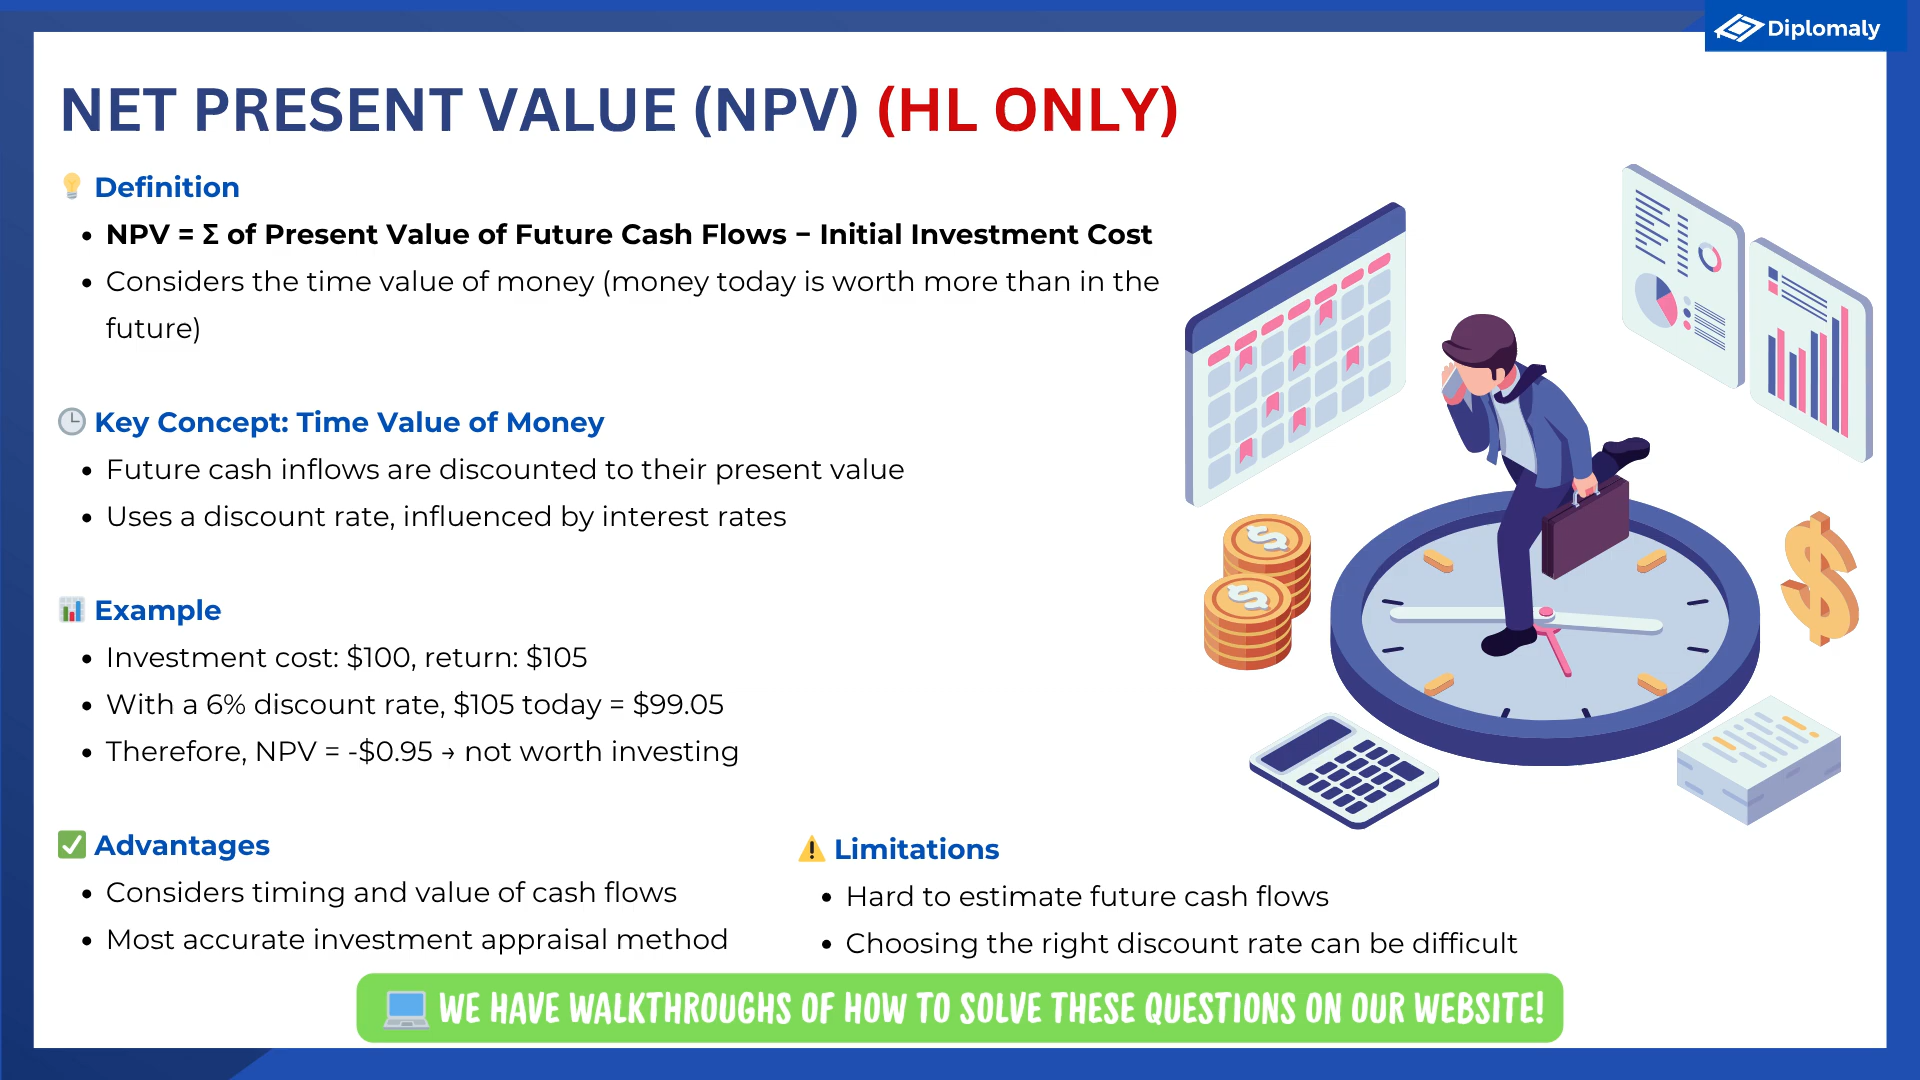 Diplomaly
NET PRESENT VALUE (NPV) (HL ONLY)
Definition
• NPV = Σ of Present Value of Future Cash Flows − Initial Investment Cost
• Considers the time value of money (money today is worth more than in the
future)
Key Concept: Time Value of Money
• Future cash inflows are discounted to their present value
• Uses a discount rate, influenced by interest rates
Example
• Investment cost: $100, return: $105
• With a 6% discount rate, $105 today = $99.05
• Therefore, NPV = -$0.95 → not worth investing
Advantages
• Considers timing and value of cash flows
• Most accurate investment appraisal method
Limitations
• Hard to estimate future cash flows
• Choosing the right discount rate can be difficult
WE HAVE WALKTHROUGHS OF HOW TO SOLVE THESE QUESTIONS ON OUR WEBSITE!